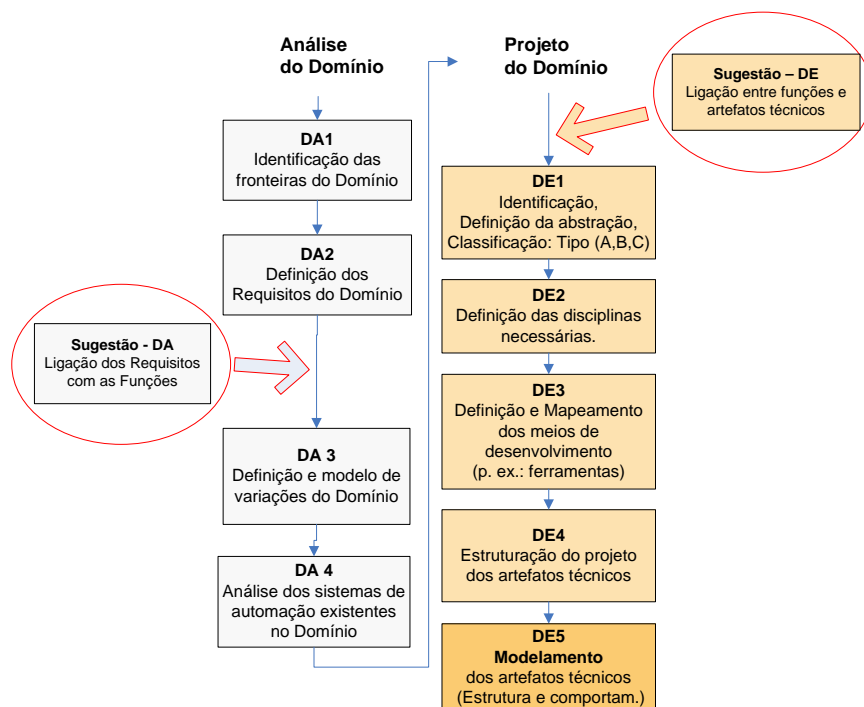 Análise
do Domínio
DA1
Identificação das
fronteiras do Domínio
DA2
Definição dos
Requisitos do Domínio
Sugestão - DA
Ligação dos Requisitos
com as Funções
DA 3
Definição e modelo de
variações do Domínio
DA 4
Análise dos sistemas de
automação existentes
no Domínio
Projeto
do Domínio
Sugestão – DE
Ligação entre funções e
artefatos técnicos
DE1
Identificação,
Definição da abstração,
Classificação: Tipo (A,B,C)
DE2
Definição das disciplinas
necessárias.
DE3
Definição e Mapeamento
dos meios de
desenvolvimento
(p. ex.: ferramentas)
DE4
Estruturação do projeto
dos artefatos técnicos
DE5
Modelamento
dos artefatos técnicos
(Estrutura e comportam.)